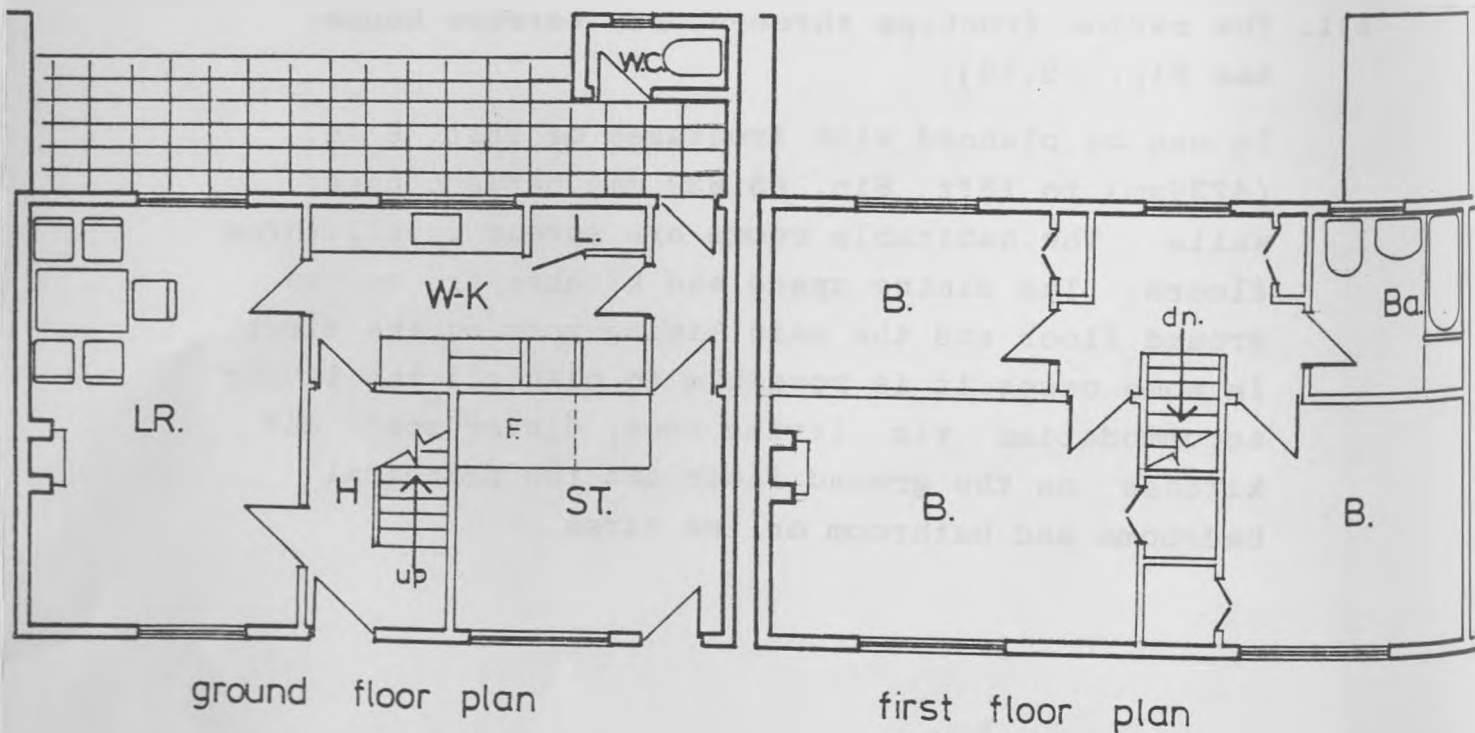 W.C.
L.
W-K
LR.
F.
H
ST.
up
ground floor plan
B.
dn.
Ba.
B.
B.
first floor plan